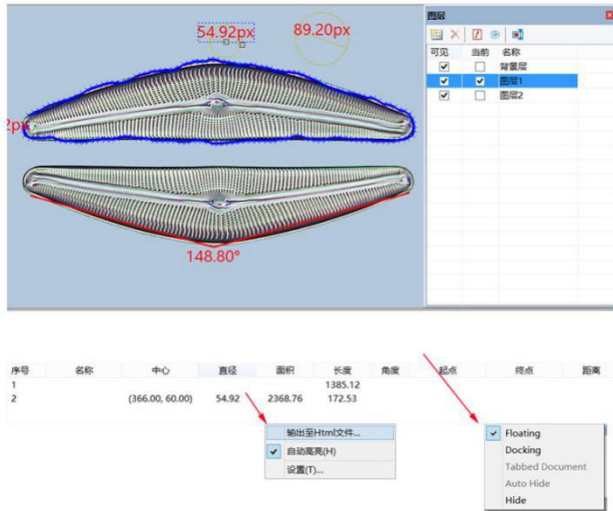 图层
54.92px
89.20px
可见 当前 名称
背景层
图层1
图层2
2px
148.80°
序号 名称 中心 直径 面积 长度 角度 起点 终点 距离
1 1385.12
2 (366.00, 60.00) 54.92 2368.76 172.53
输出至Html文件...
自动高亮(H)
设置(T)...
Floating
Docking
Tabbed Document
Auto Hide
Hide